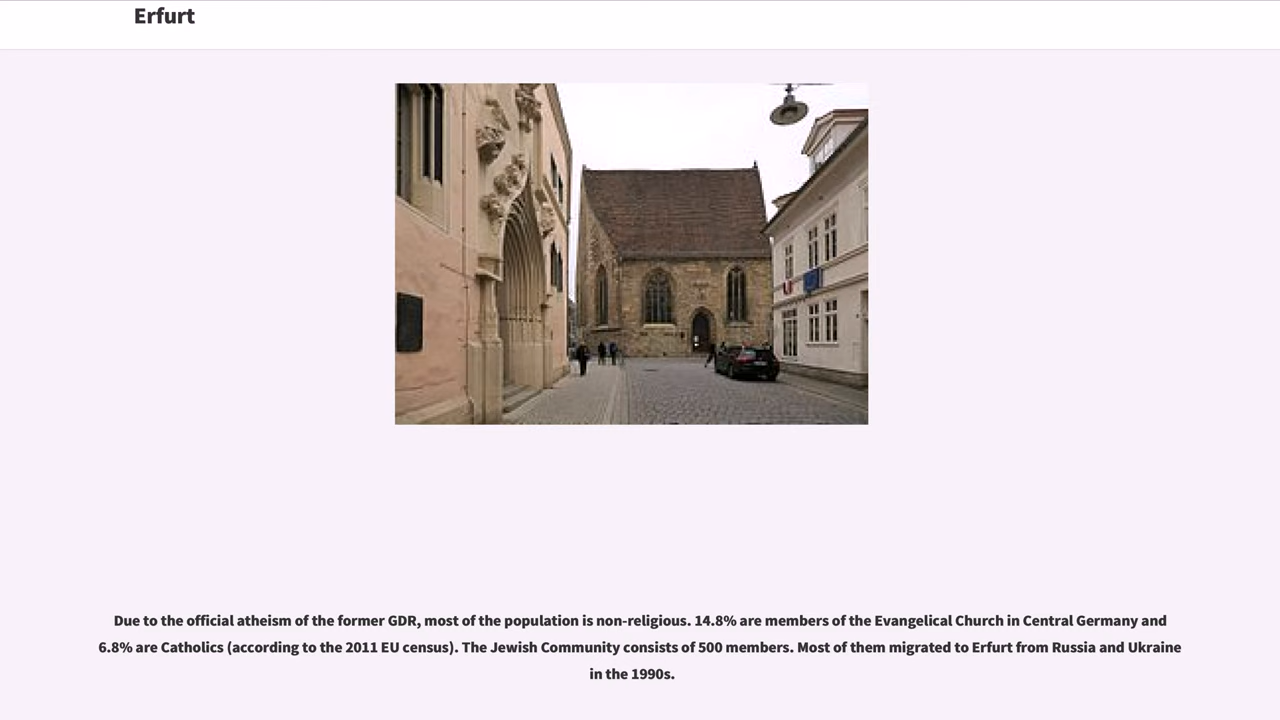 Erfurt
Due to the official atheism of the former GDR, most of the population is non-religious. 14.8% are members of the Evangelical Church in Central Germany and
6.8% are Catholics (according to the 2011 EU census). The Jewish Community consists of 500 members. Most of them migrated to Erfurt from Russia and Ukraine
in the 1990s.